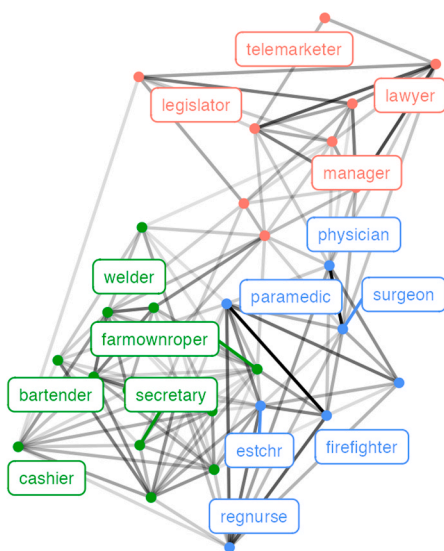 telemarketer
legislator
lawyer
manager
physician
welder
paramedic
surgeon
farmownroper
bartender
secretary
estchr
firefighter
cashier
regnurse